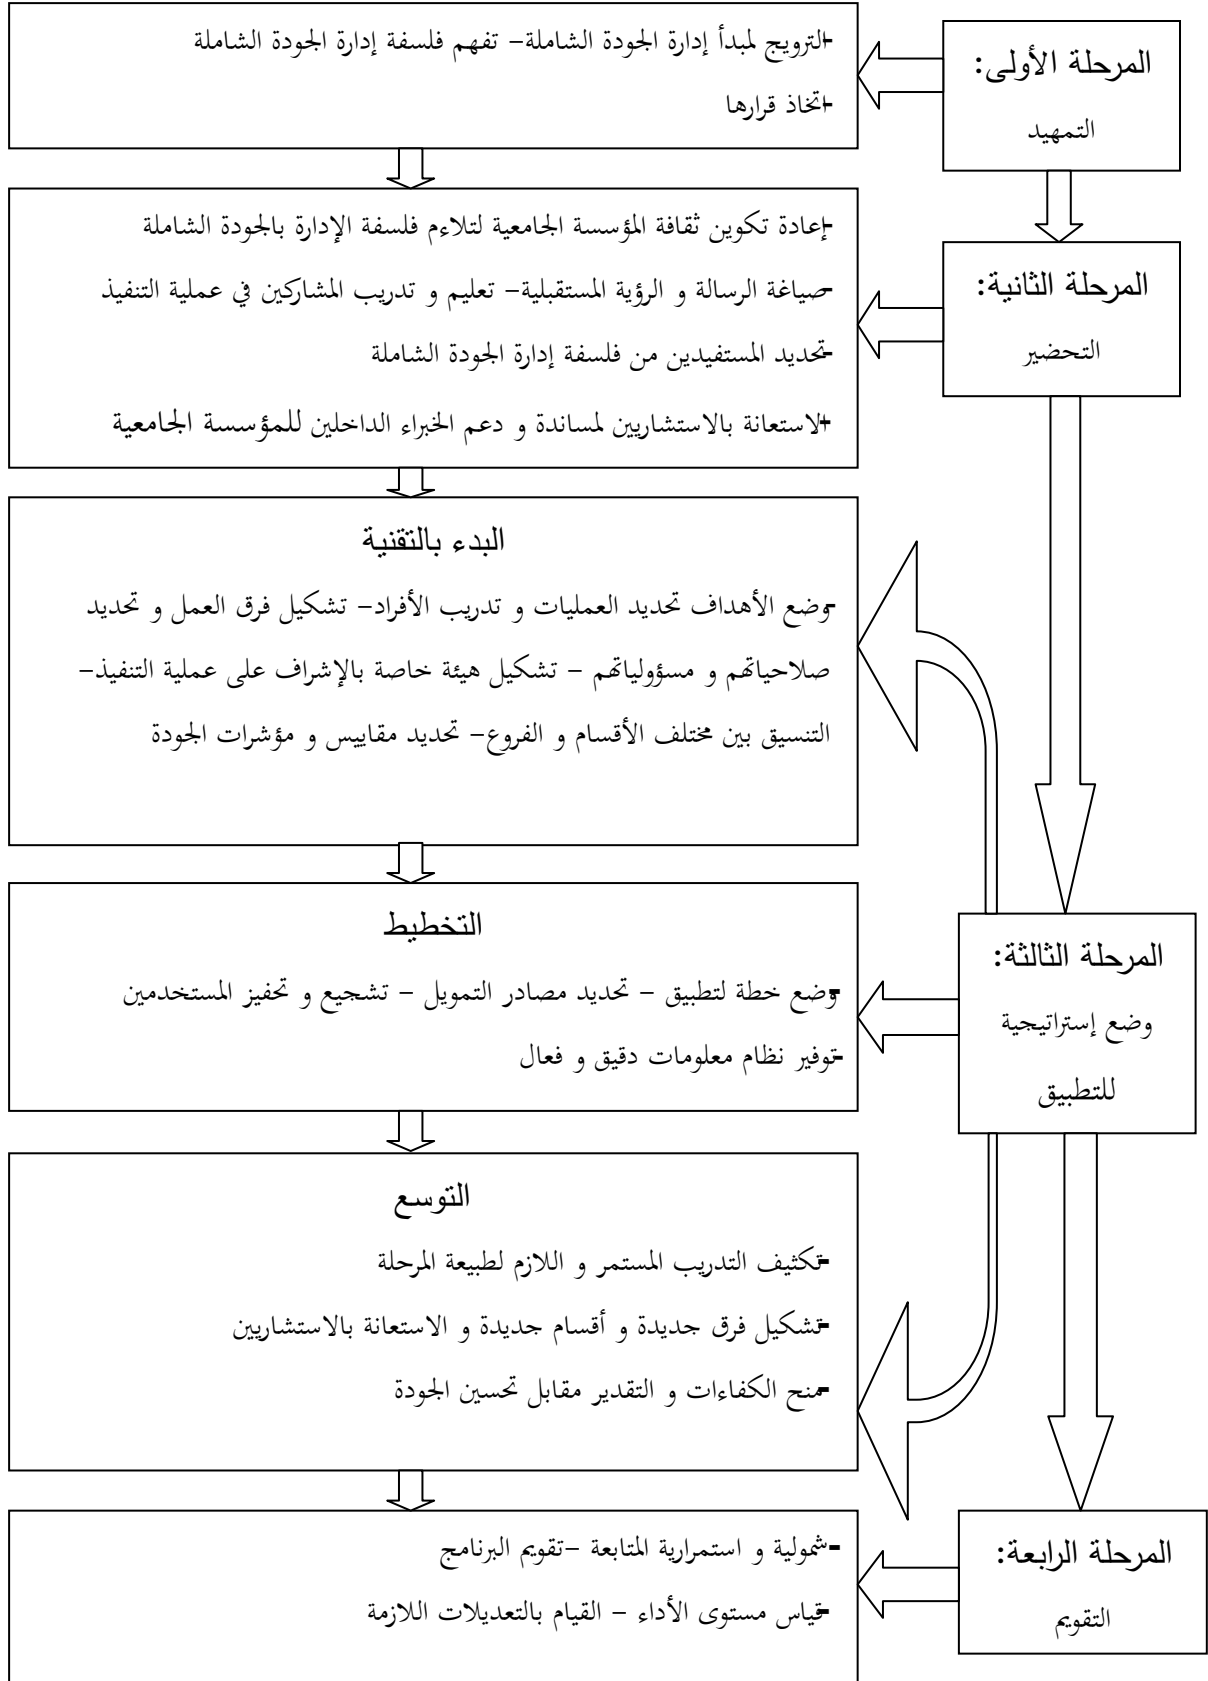 المرحلة الأولى:
التمهيد
-الترويج لمبدأ إدارة الجودة الشاملة- تفهم فلسفة إدارة الجودة الشاملة
-اتخاذ قرارها
المرحلة الثانية:
التحضير
-إعادة تكوين ثقافة المؤسسة الجامعية لتلاءم فلسفة الإدارة بالجودة الشاملة
-صياغة الرسالة و الرؤية المستقبلية- تعليم و تدريب المشاركين في عملية التنفيذ
-تحديد المستفيدين من فلسفة إدارة الجودة الشاملة
-الاستعانة بالاستشاريين لمساندة و دعم الخبراء الداخلين للمؤسسة الجامعية
المرحلة الثالثة:
وضع إستراتيجية
للتطبيق
البدء بالتقنية
-وضع الأهداف تحديد العمليات و تدريب الأفراد- تشكيل فرق العمل و تحديد
صلاحياتهم و مسؤولياتهم - تشكيل هيئة خاصة بالإشراف على عملية التنفيذ-
التنسيق بين مختلف الأقسام و الفروع- تحديد مقاييس و مؤشرات الجودة
التخطيط
-وضع خطة لتطبيق - تحديد مصادر التمويل - تشجيع و تحفيز المستخدمين
-توفير نظام معلومات دقيق و فعال
التوسع
-تكثيف التدريب المستمر و اللازم لطبيعة المرحلة
-تشكيل فرق جديدة و أقسام جديدة و الاستعانة بالاستشاريين
-منح الكفاءات و التقدير مقابل تحسين الجودة
المرحلة الرابعة:
التقويم
-شمولية و استمرارية المتابعة -تقويم البرنامج
-قياس مستوى الأداء - القيام بالتعديلات اللازمة